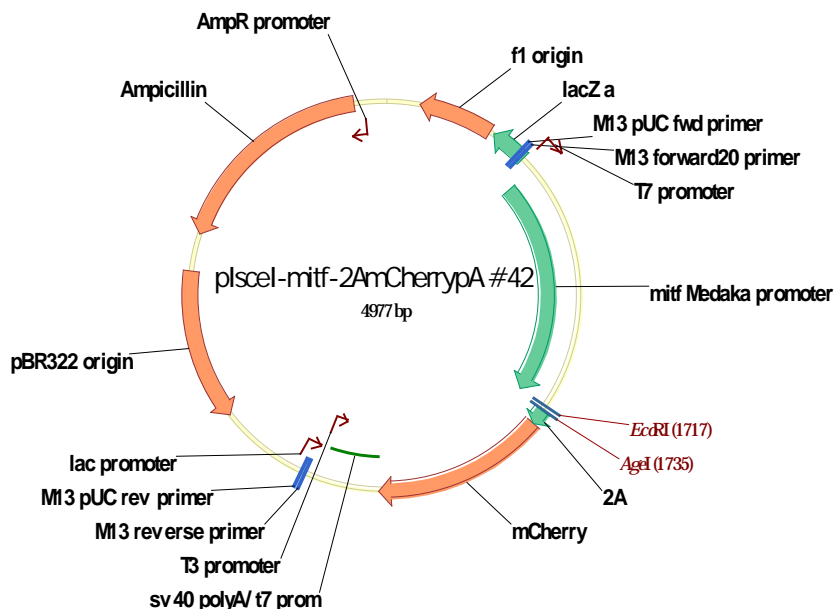 AmpR promoter
f1 origin
Ampicillin
lacZ a
M13 pUC fwd primer
M13 forward20 primer
T7 promoter
pIsceI-mitf-2AmCherrypA #42
4977 bp
mitf Medaka promoter
pBR322 origin
EcoRI (1717)
AgeI (1735)
lac promoter
2A
M13 pUC rev primer
M13 reverse primer
mCherry
T3 promoter
sv40 polyA/ t7 prom